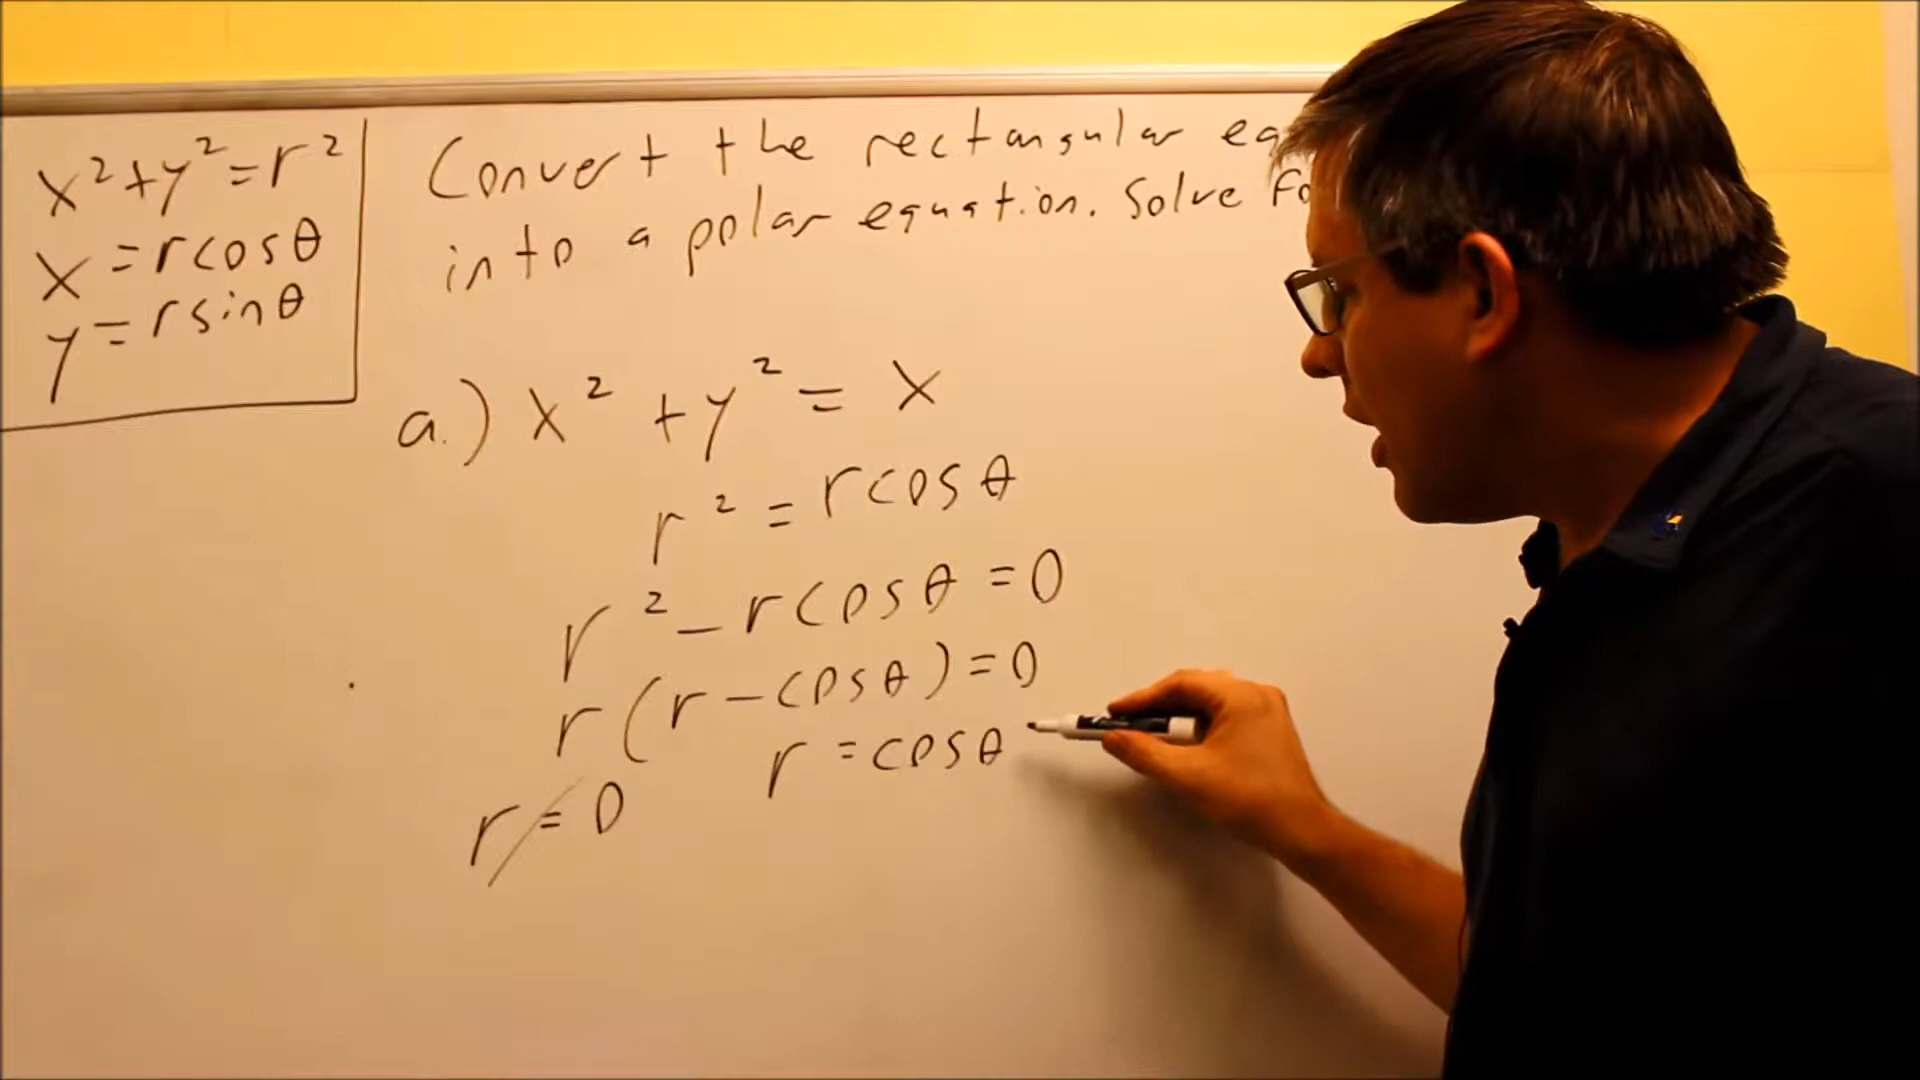 x²+y²=r²
x=rcosθ
y=rsinθ
Convert the rectangular
into a polar equation. Solve
a.) x²+y²=x
r²=rcosθ
r²-rcosθ=0
r(r-cosθ)=0
r=cosθ
r=0